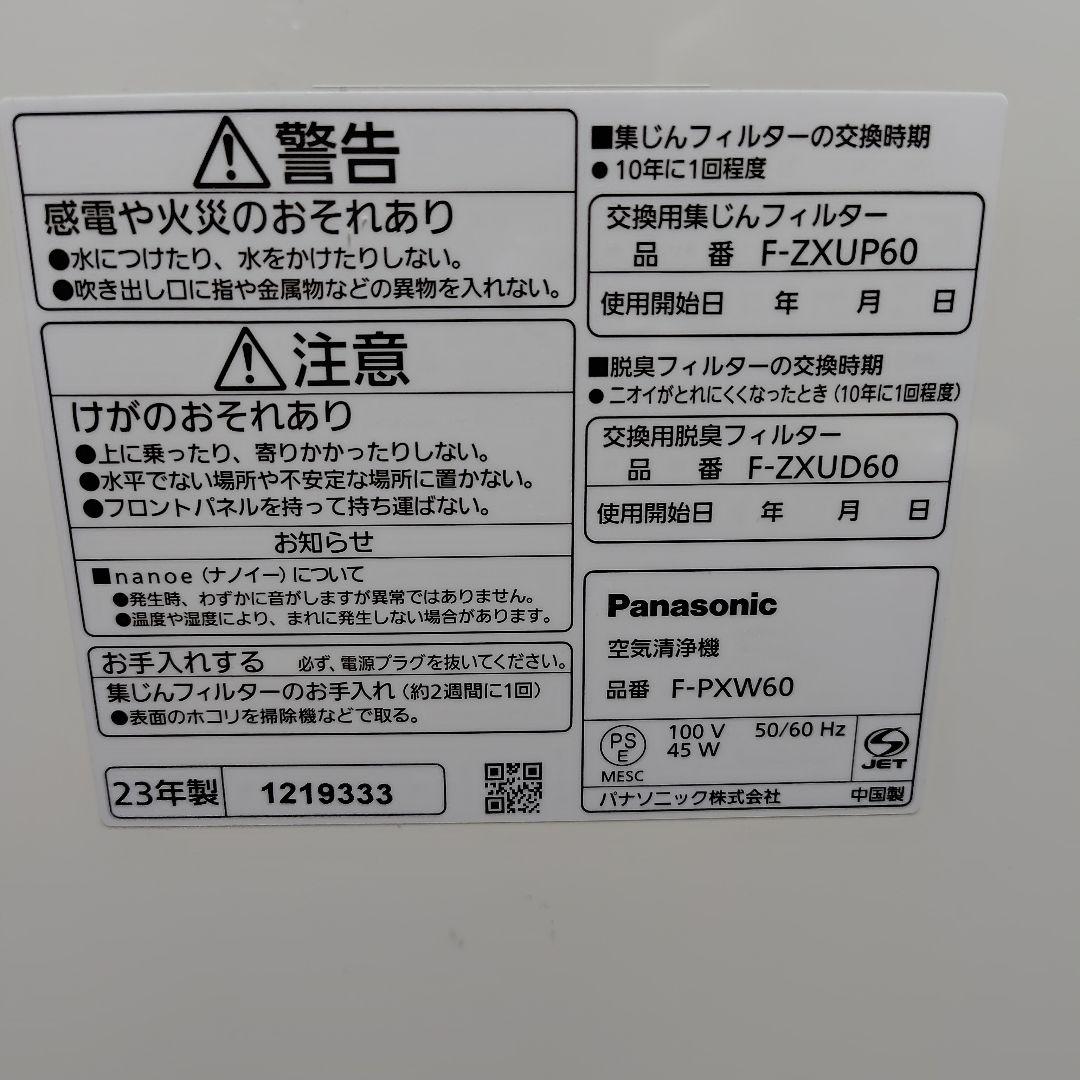 警告
感電や火災のおそれあり
●水につけたり、水をかけたりしない。
●吹き出し口に指や金属物などの異物を入れない。
注意
けがのおそれあり
●上に乗ったり、寄りかかったりしない。
●水平でない場所や不安定な場所に置かない。
●フロントパネルを持って持ち運ばない。
お知らせ
■nanoe（ナノイー）について
●発生時、わずかに音がしますが異常ではありません。
●温度や湿度により、まれに発生しない場合があります。
お手入れする 必ず、電源プラグを抜いてください。
集じんフィルターのお手入れ（約2週間に1回）
●表面のホコリを掃除機などで取る。
23年製 1219333
■集じんフィルターの交換時期
●10年に1回程度
交換用集じんフィルター
品 番 F-ZXUP60
使用開始日 年 月 日
■脱臭フィルターの交換時期
●ニオイがとれにくくなったとき（10年に1回程度）
交換用脱臭フィルター
品 番 F-ZXUD60
使用開始日 年 月 日
Panasonic
空気清浄機
品番 F-PXW60
PS
E
MESC
100 V 50/60 Hz
45 W
S
JET
パナソニック株式会社 中国製